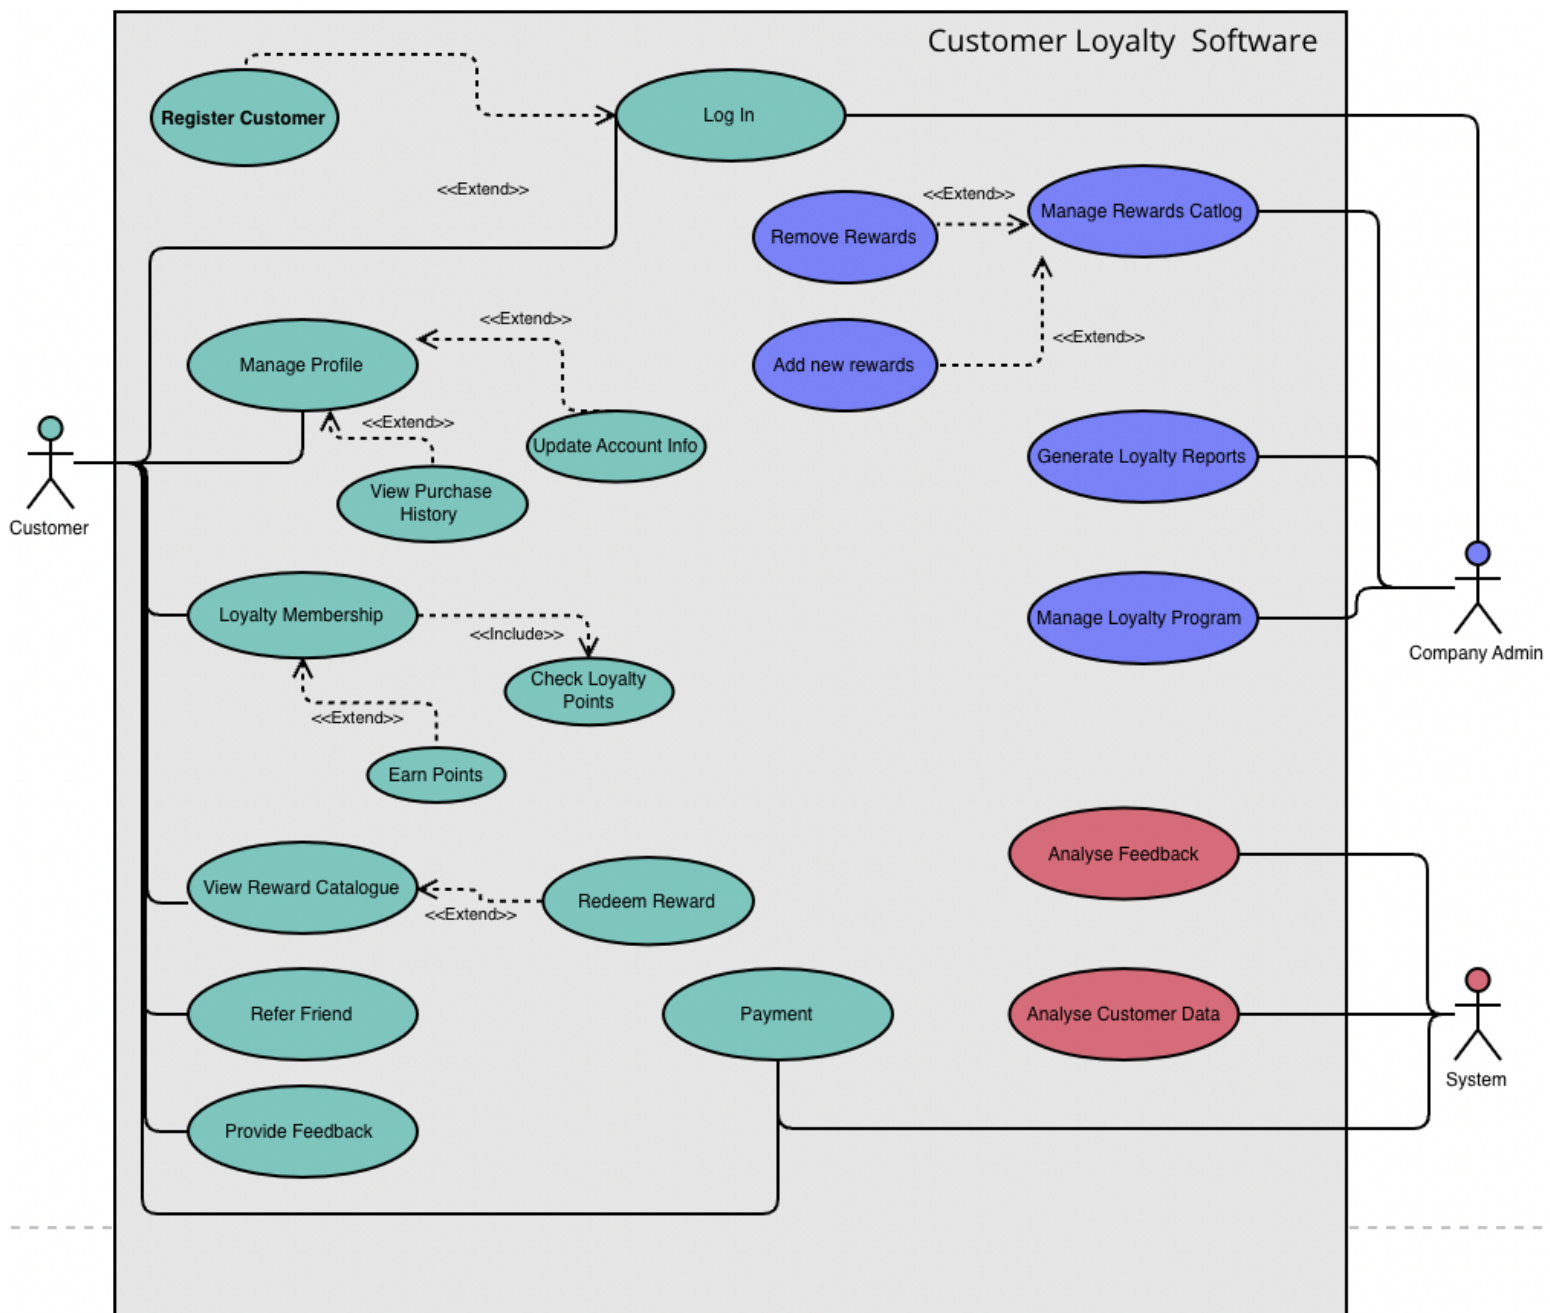 Customer Loyalty  Software
Register Customer
Log In
<<Extend>>
<<Extend>>
Manage Rewards Catlog
Remove Rewards
<<Extend>>
Manage Profile
<<Extend>>
Add new rewards
<<Extend>>
Update Account Info
View Purchase
History
Generate Loyalty Reports
Customer
Loyalty Membership
<<Include>>
Check Loyalty
Points
Manage Loyalty Program
Company Admin
<<Extend>>
Earn Points
Analyse Feedback
View Reward Catalogue
<<Extend>>
Redeem Reward
Refer Friend
Payment
Analyse Customer Data
System
Provide Feedback